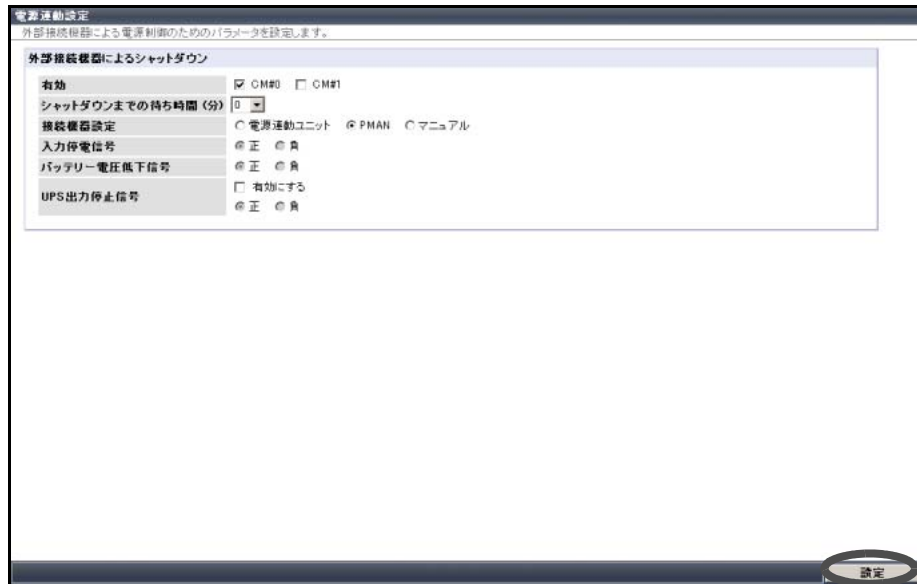 電源連動設定
外部接続機器による電源制御のためのパラメータを設定します。
外部接続機器によるシャットダウン
有効 CM#0 CM#1
シャットダウンまでの待ち時間 (分) 0
接続機器設定 電源連動ユニット PMAN マニュアル
入力停電信号 正 負
バッテリー電圧低下信号 正 負
UPS出力停止信号 有効にする
正 負
設定